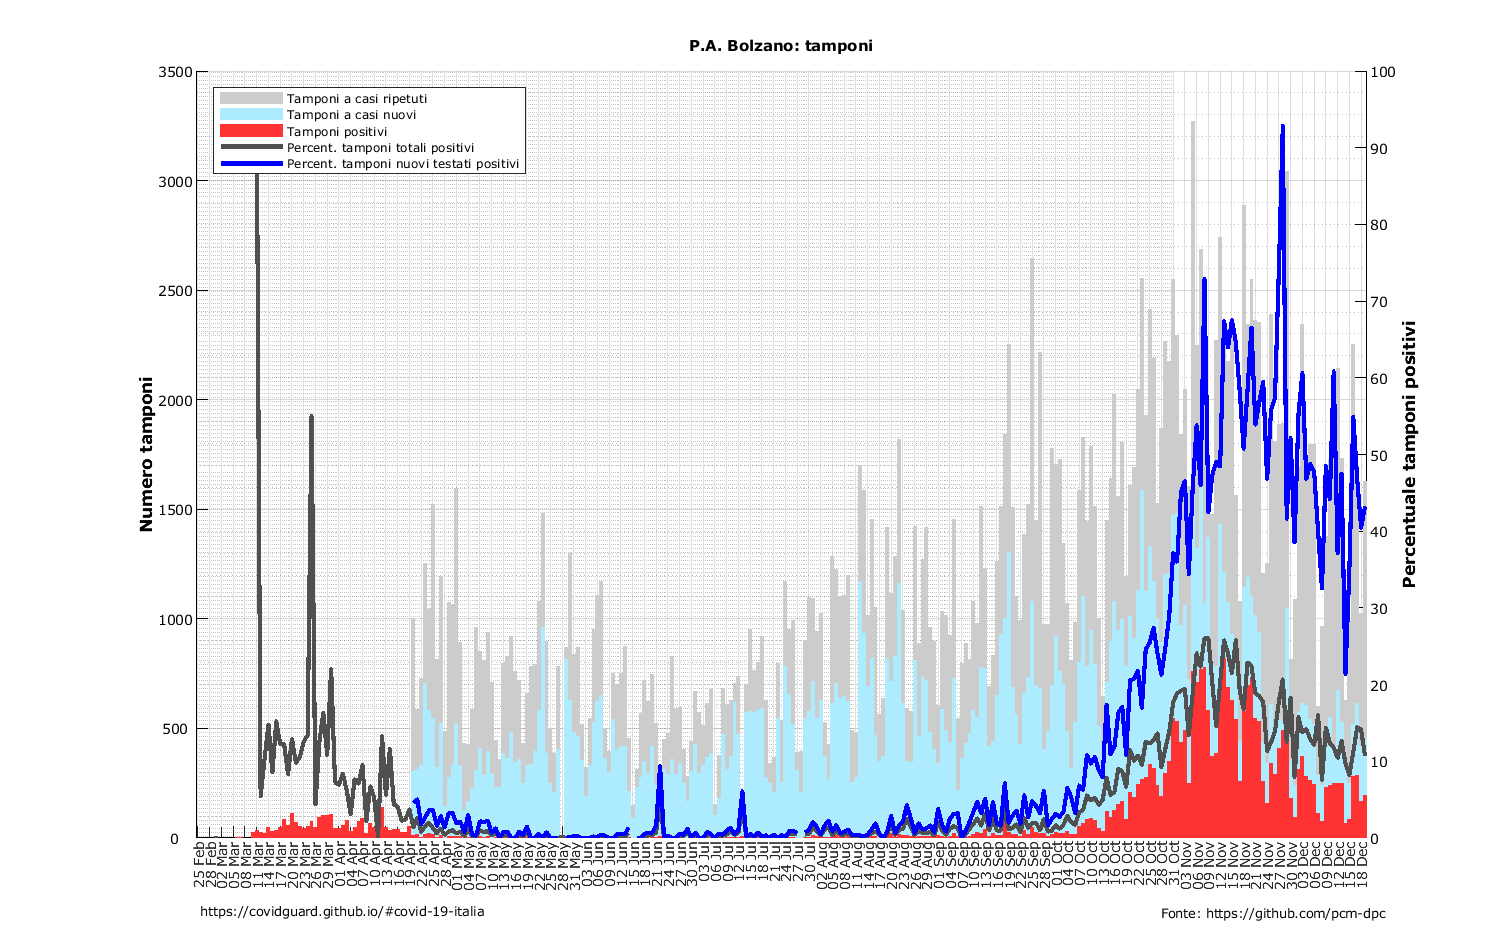 P.A. Bolzano: tamponi
Tamponi a casi ripetuti
Tamponi a casi nuovi
Tamponi positivi
Percent. tamponi totali positivi
Percent. tamponi nuovi testati positivi
Numero tamponi
3500
3000
2500
2000
1500
1000
500
0
100
90
80
70
60
50
40
30
20
10
0
Percentuale tamponi positivi
25 Feb
28 Feb
02 Mar
05 Mar
08 Mar
11 Mar
14 Mar
17 Mar
20 Mar
23 Mar
26 Mar
29 Mar
01 Apr
04 Apr
07 Apr
10 Apr
13 Apr
16 Apr
19 Apr
22 Apr
25 Apr
28 Apr
01 May
04 May
07 May
10 May
13 May
16 May
19 May
22 May
25 May
28 May
31 May
03 Jun
06 Jun
09 Jun
12 Jun
15 Jun
18 Jun
21 Jun
24 Jun
27 Jun
30 Jun
03 Jul
06 Jul
09 Jul
12 Jul
15 Jul
18 Jul
21 Jul
24 Jul
27 Jul
30 Jul
02 Aug
05 Aug
08 Aug
11 Aug
14 Aug
17 Aug
20 Aug
23 Aug
26 Aug
29 Aug
01 Sep
04 Sep
07 Sep
10 Sep
13 Sep
16 Sep
19 Sep
22 Sep
25 Sep
28 Sep
01 Oct
04 Oct
07 Oct
10 Oct
13 Oct
16 Oct
19 Oct
22 Oct
25 Oct
28 Oct
31 Oct
03 Nov
06 Nov
09 Nov
12 Nov
15 Nov
18 Nov
21 Nov
24 Nov
27 Nov
30 Nov
03 Dec
06 Dec
09 Dec
12 Dec
15 Dec
18 Dec
https://covidguard.github.io/#covid-19-italia
Fonte: https://github.com/pcm-dpc